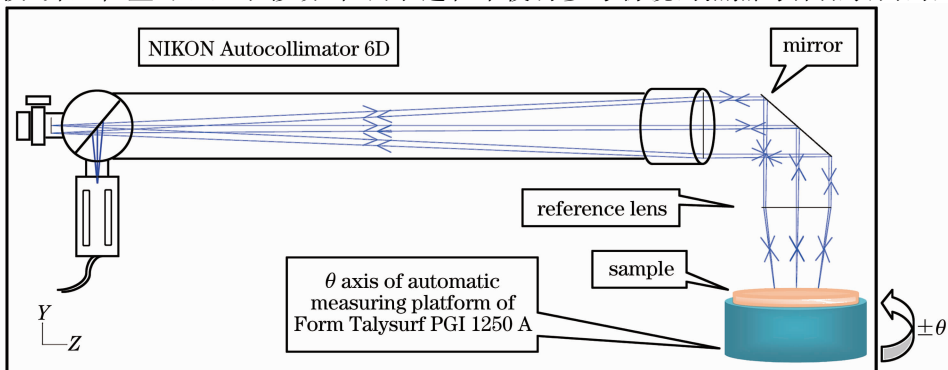 NIKON Autocollimator 6D
mirror
reference lens
sample
θ axis of automatic
measuring platform of
Form Talysurf PGI 1250 A
±θ
Y
Z